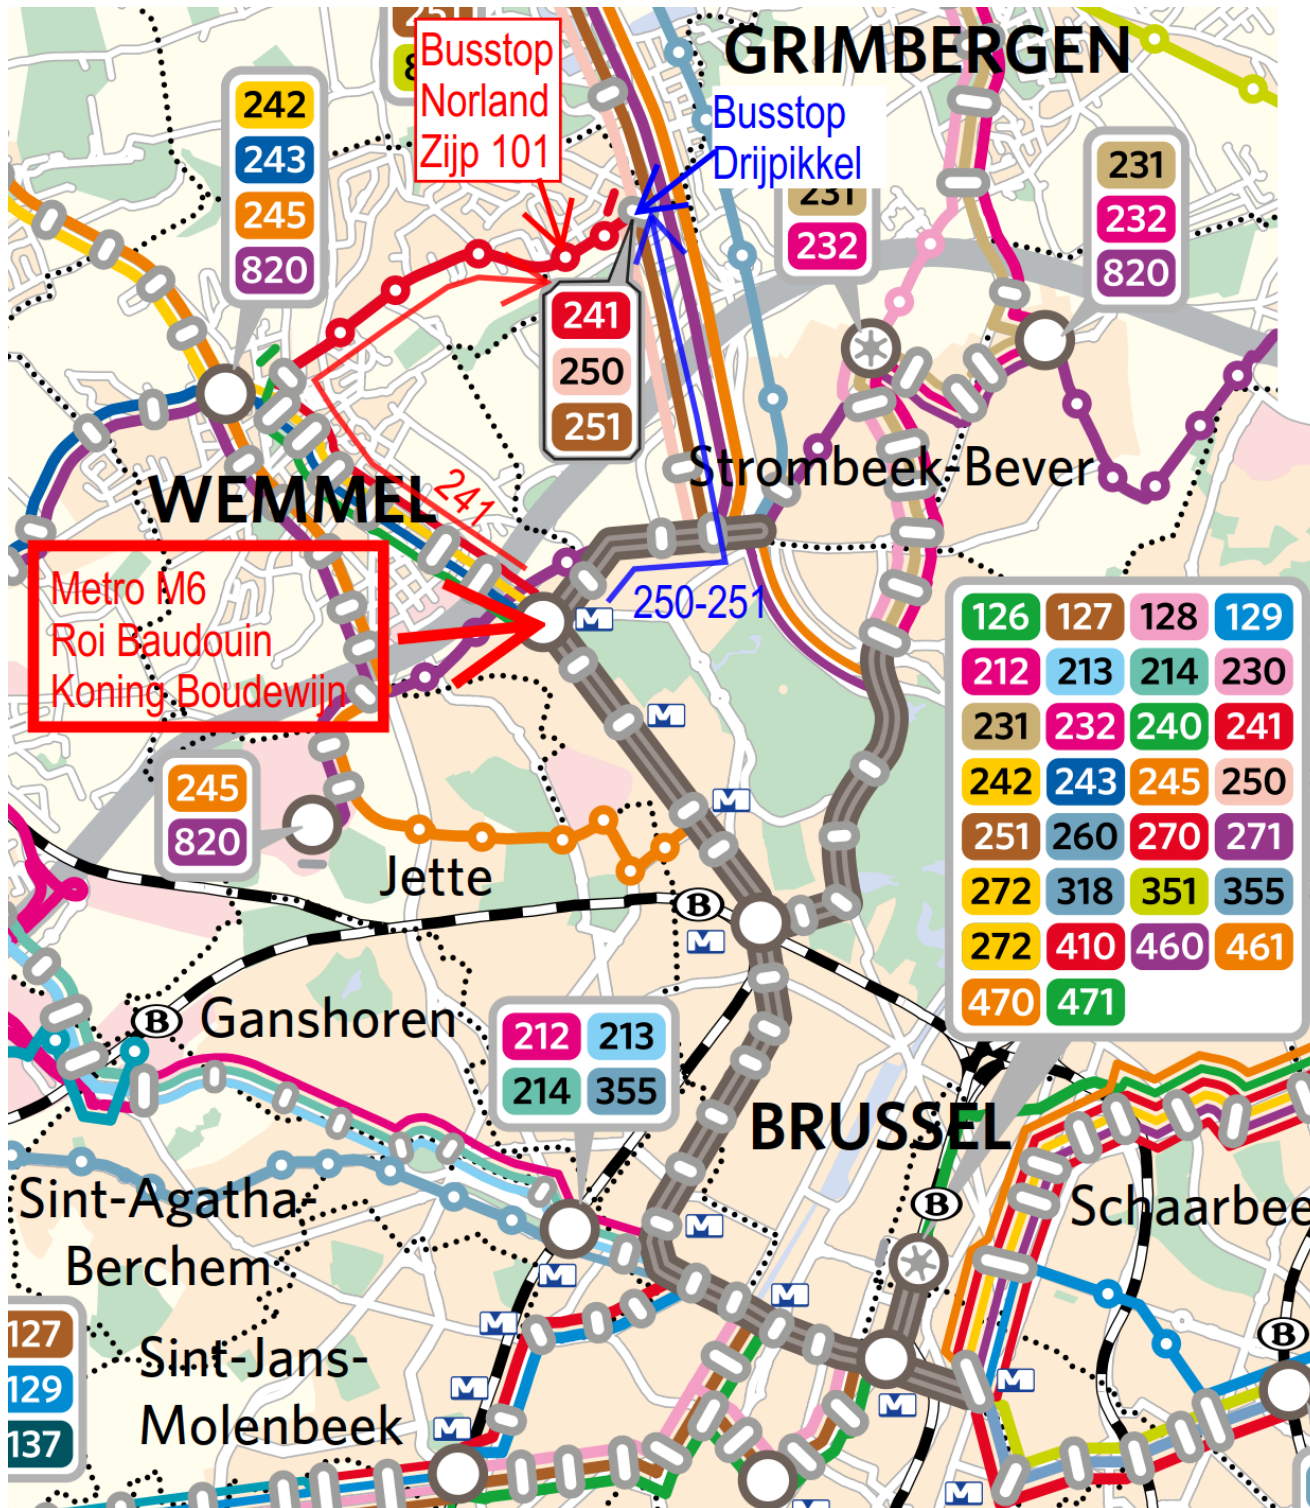 251
8
Busstop
Norland
Zijp 101
GRIMBERGEN
Busstop
Drijpikkel
242
243
245
820
231
232
231
232
820
241
250
251
Strombeek-Bever
WEMMEL
241
Metro M6
Roi Baudouin
Koning Boudewijn
M
250-251
M
126 127 128 129
212 213 214 230
231 232 240 241
242 243 245 250
251 260 270 271
272 318 351 355
272 410 460 461
470 471
245
820
M
Jette
B
M
B
Ganshoren
212 213
214 355
BRUSSEL
Sint-Agatha-
Berchem
B
Schaarbee
M
M
M
M
B
127
129
137
Sint-Jans-
Molenbeek
M
M
M
M
M